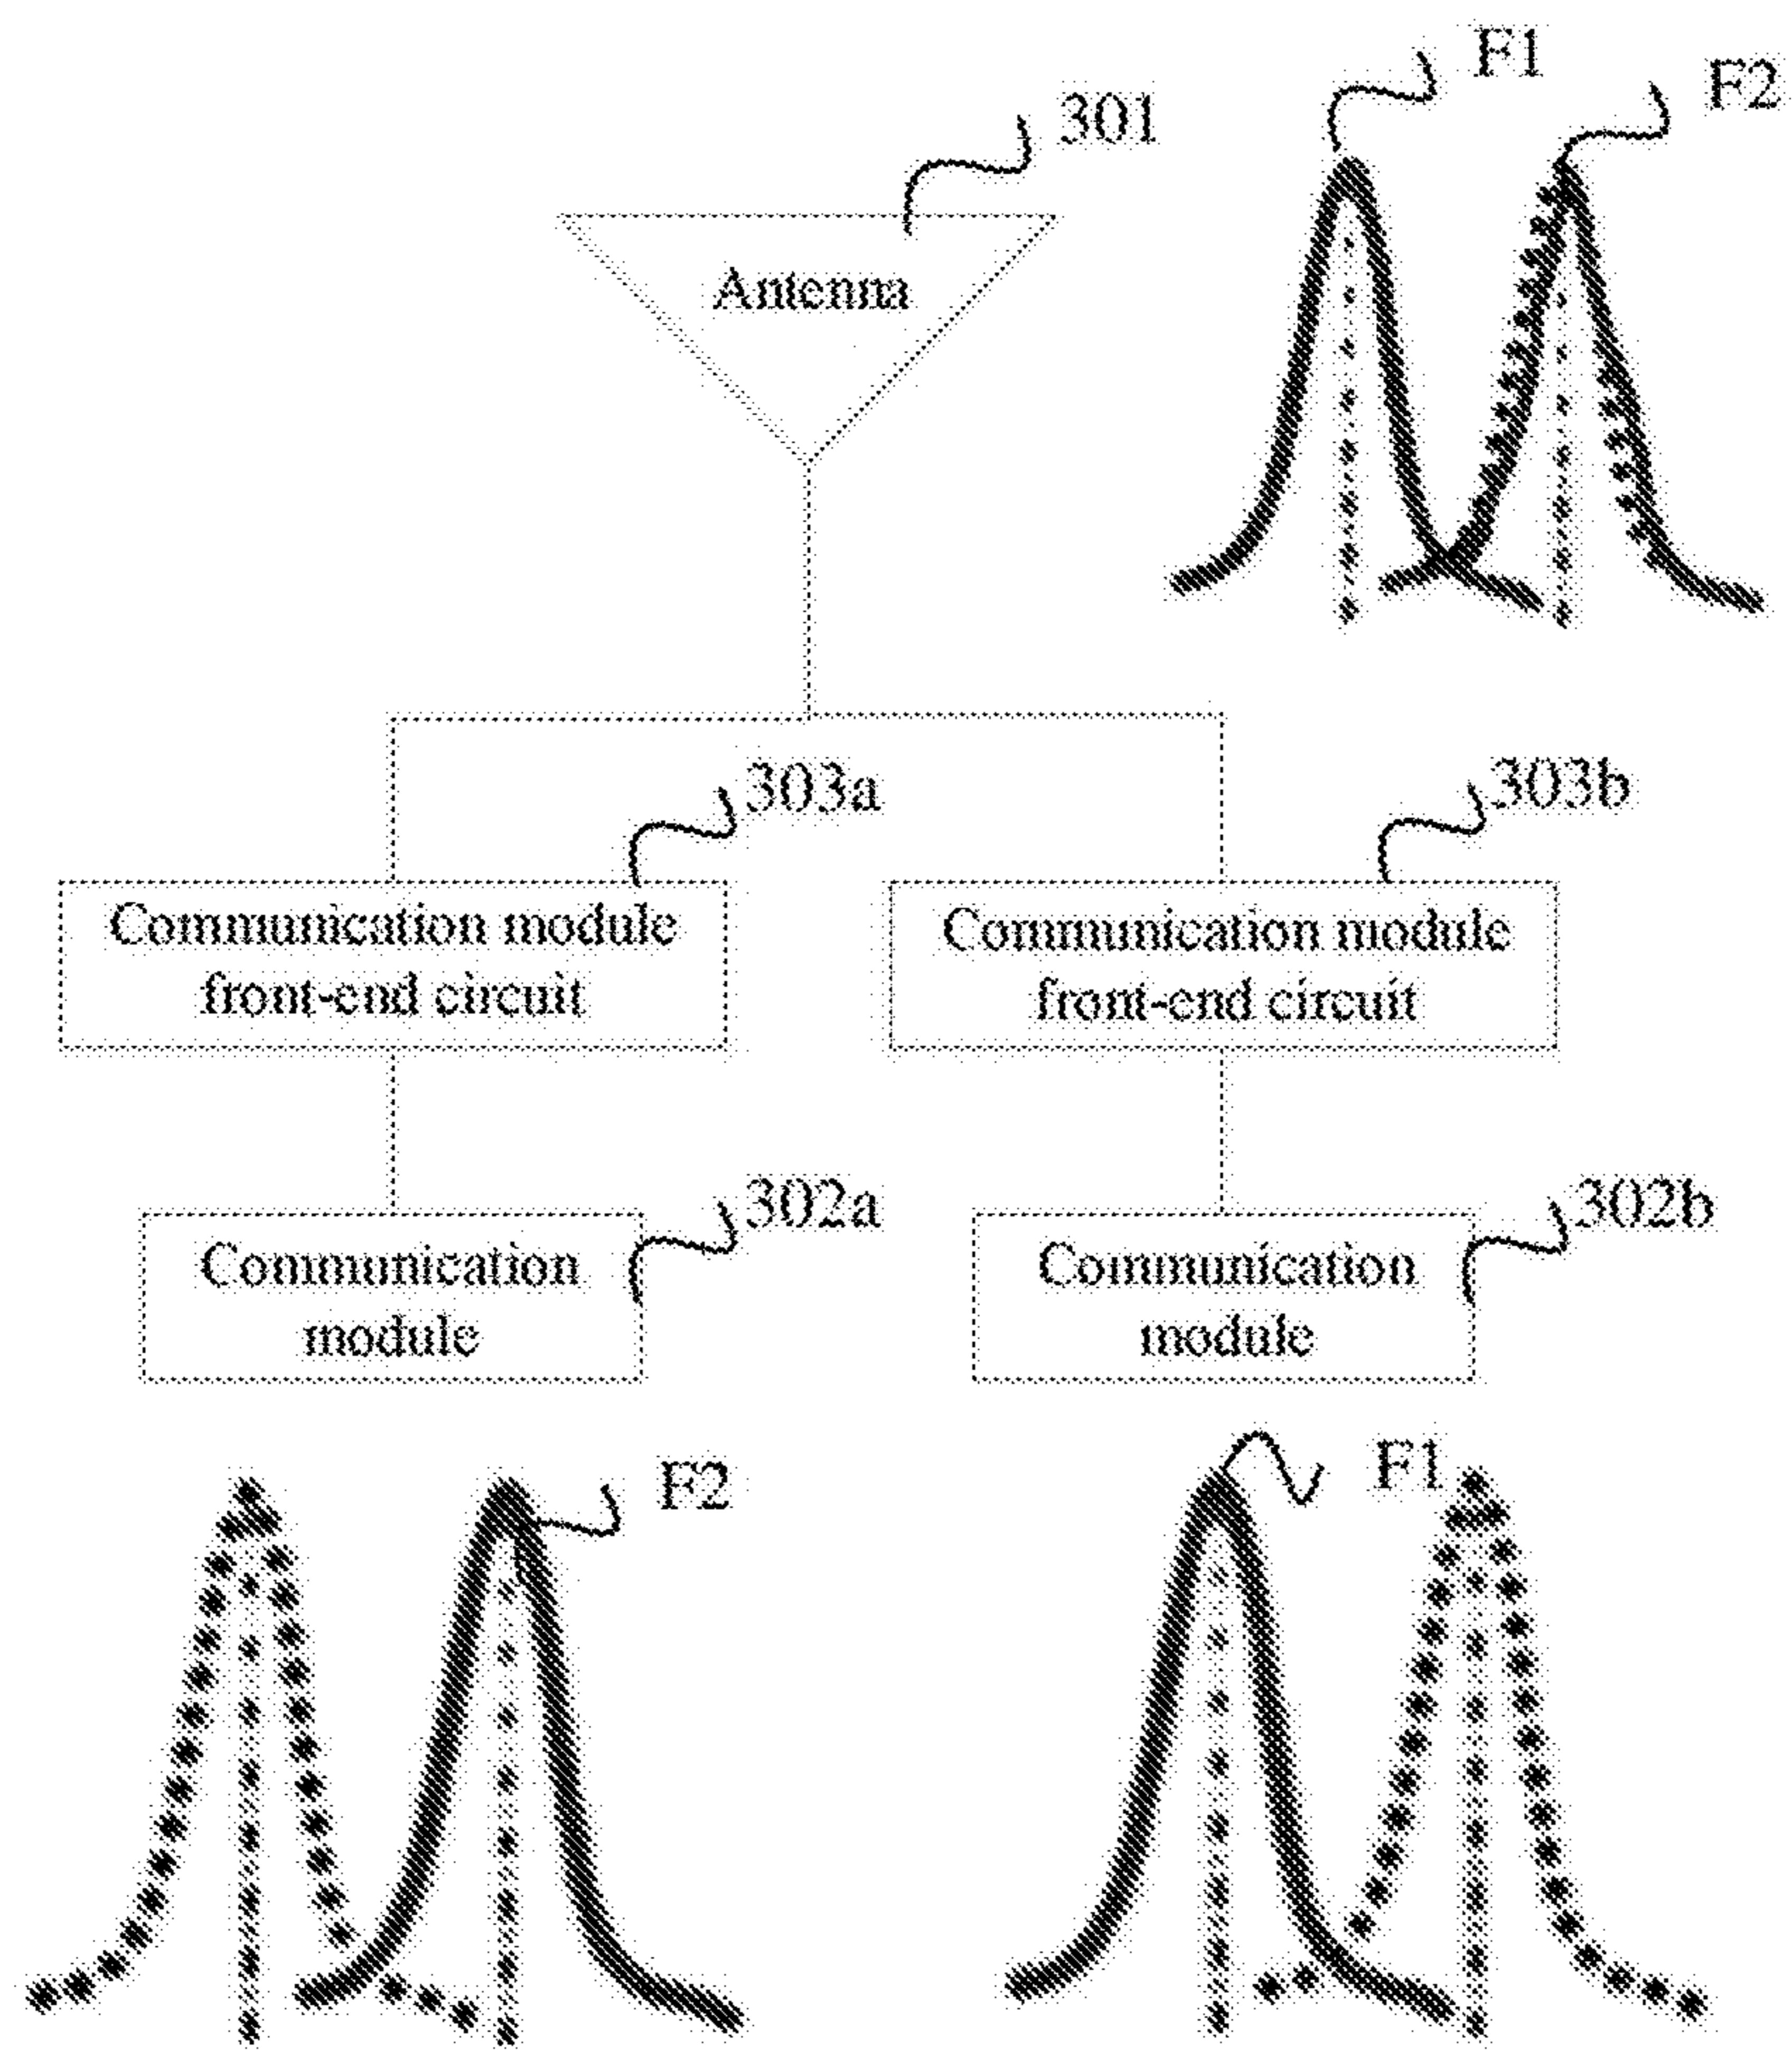 F1
F2
301
Antenna
303a
303b
Communication module
front-end circuit
Communication module
front-end circuit
302a
302b
Communication
module
Communication
module
F2
F1